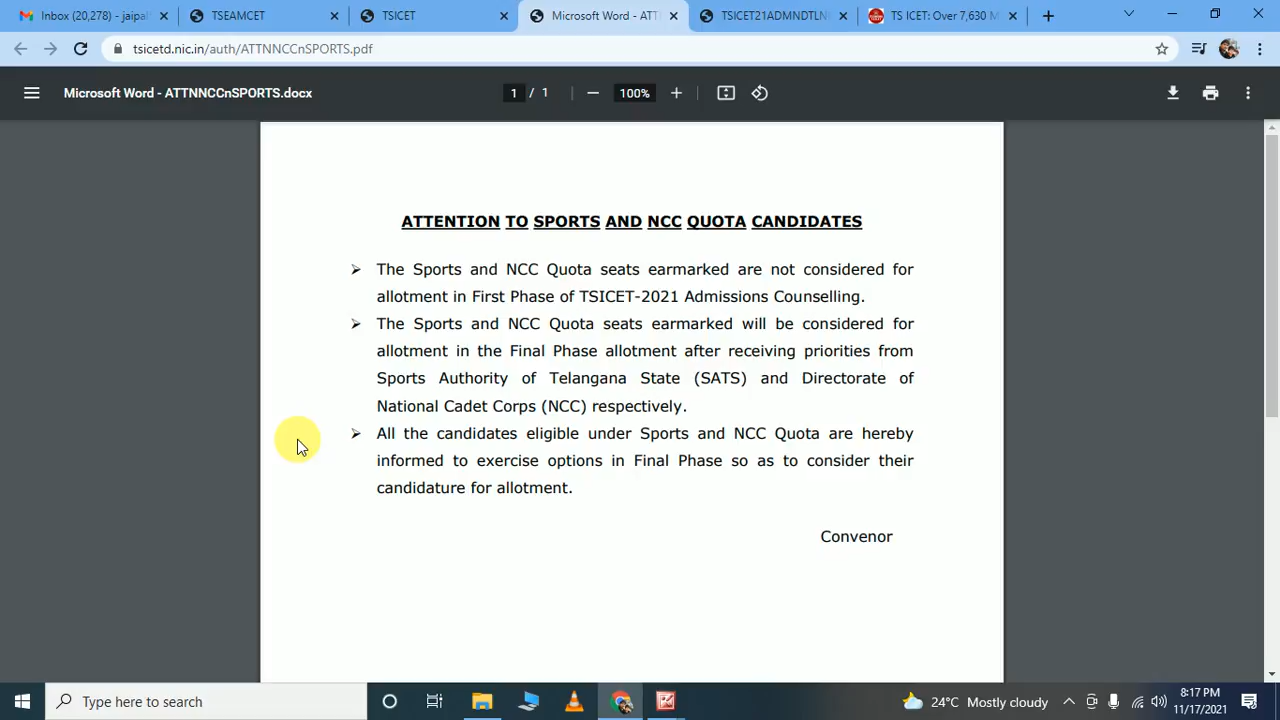 Inbox (20,278) - jaipal
TSEAMCET
TSICET
Microsoft Word - ATT
TSICET21ADMNDTLN
TS ICET: Over 7,630 M
tsicetd.nic.in/auth/ATTNNCCnSPORTS.pdf
Microsoft Word - ATTNNCCnSPORTS.docx
1 / 1
100%
ATTENTION TO SPORTS AND NCC QUOTA CANDIDATES
➢ The Sports and NCC Quota seats earmarked are not considered for
allotment in First Phase of TSICET-2021 Admissions Counselling.
➢ The Sports and NCC Quota seats earmarked will be considered for
allotment in the Final Phase allotment after receiving priorities from
Sports Authority of Telangana State (SATS) and Directorate of
National Cadet Corps (NCC) respectively.
➢ All the candidates eligible under Sports and NCC Quota are hereby
informed to exercise options in Final Phase so as to consider their
candidature for allotment.
Convenor
Type here to search
24°C Mostly cloudy
8:17 PM
11/17/2021